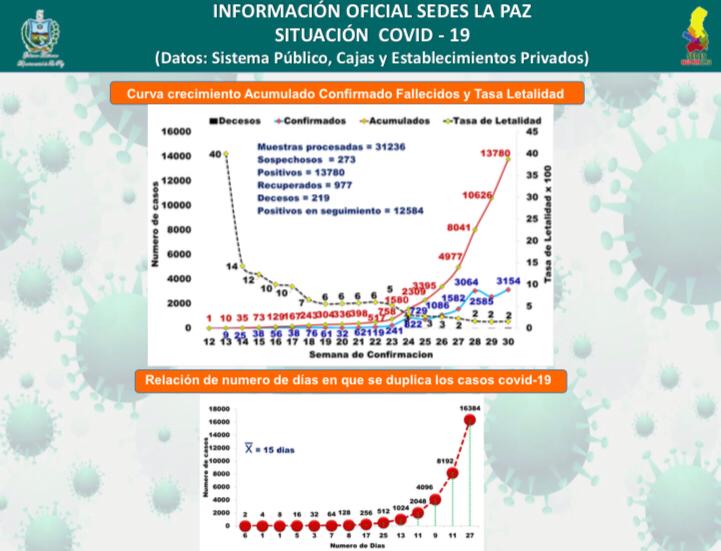 INFORMACIÓN OFICIAL SEDES LA PAZ
SITUACIÓN COVID - 19
(Datos: Sistema Público, Cajas y Establecimientos Privados)
Curva crecimiento Acumulado Confirmado Fallecidos y Tasa Letalidad
Decesos Confirmados Acumulados Tasa de Letalidad
Muestras procesadas = 31236
Sospechosos = 273
Positivos = 13780
Recuperados = 977
Decesos = 219
Positivos en seguimiento = 12584
Numero de casos
16000
14000
12000
10000
8000
6000
4000
2000
0
Tasa de Letalidad x 100
45
40
35
30
25
20
15
10
5
0
40 14 12 10 10 7 6 6 6 6 5 3 3 2 2 2 2
1 10 35 73 129 167 243 304 336 398 517 758 1580 2309 3395 4977 8041 10626 13780
9 25 38 56 38 76 61 32 62 119 241 822 729 1086 1582 3064 2585 3154
12 13 14 15 16 17 18 19 20 21 22 23 24 25 26 27 28 29 30
Semana de Confirmacion
Relación de numero de días en que se duplica los casos covid-19
Numero de casos
18000
16000
14000
12000
10000
8000
6000
4000
2000
0
X̅ = 15 dias
2 4 8 16 32 64 128 256 512 1024 2048 4096 8192 16384
6 1 1 5 3 7 8 17 25 13 11 9 11 27
Numero de Dias